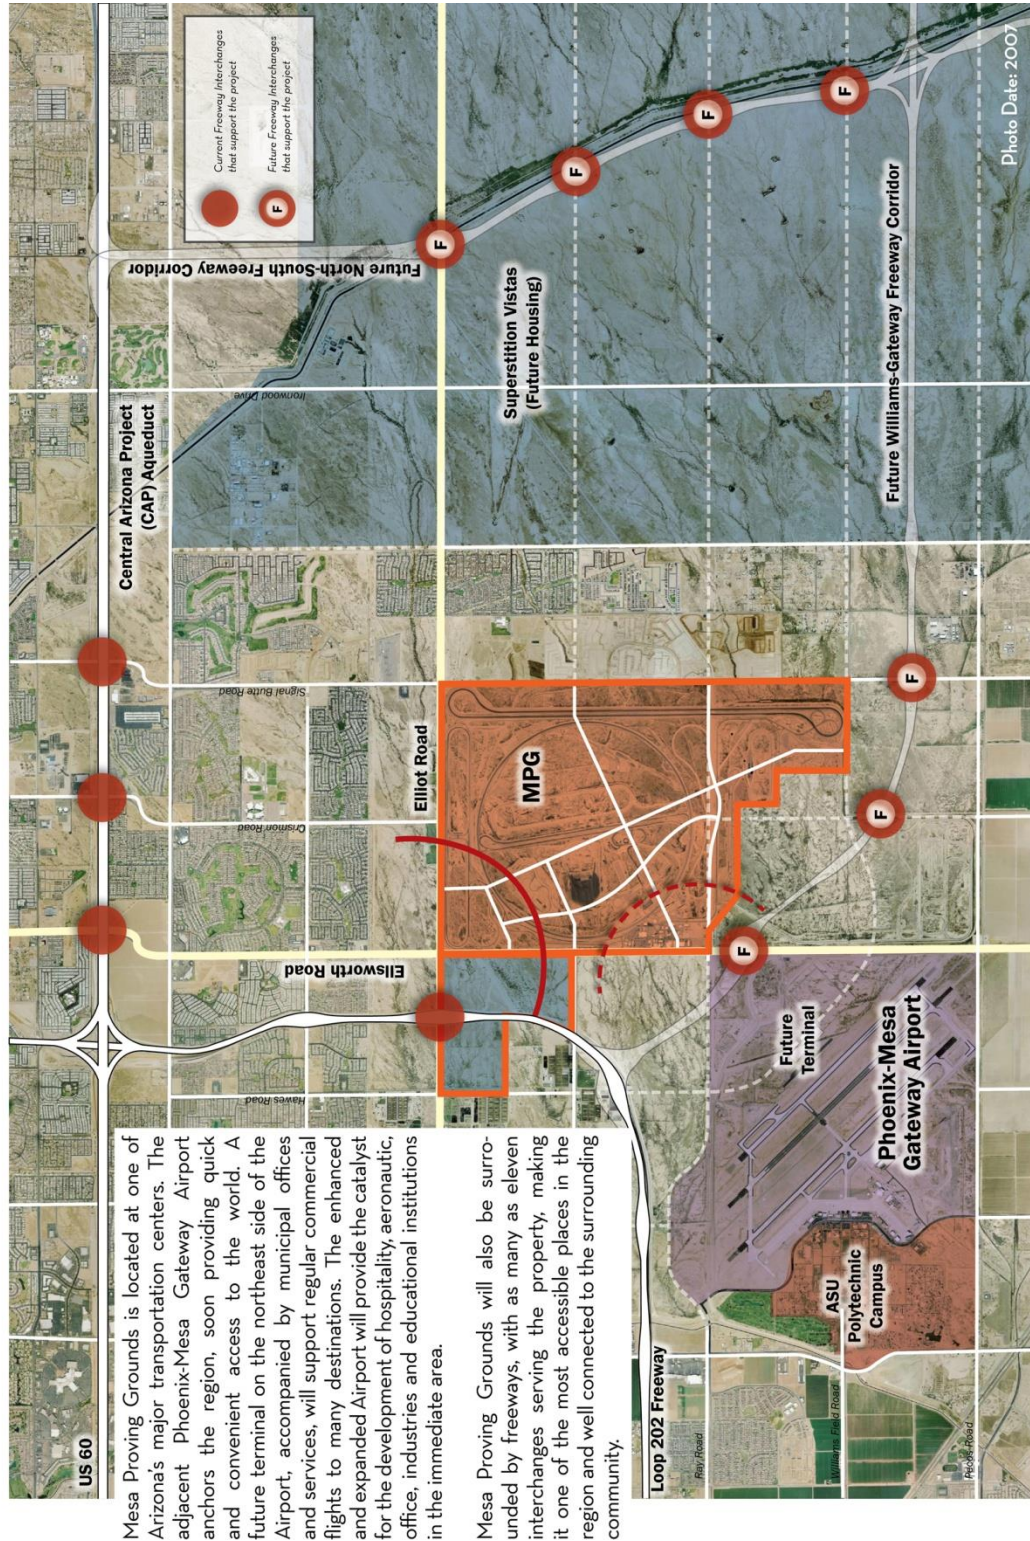 US 60
Mesa Proving Grounds is located at one of
Arizona's major transportation centers. The
adjacent Phoenix-Mesa Gateway Airport
anchors the region, soon providing quick
and convenient access to the world. A
future terminal on the northeast side of the
Airport, accompanied by municipal offices
and services, will support regular commercial
flights to many destinations. The enhanced
and expanded Airport will provide the catalyst
for the development of hospitality, aeronautic,
office, industries and educational institutions
in the immediate area.
Mesa Proving Grounds will also be surro-
unded by freeways, with as many as eleven
interchanges serving the property, making
it one of the most accessible places in the
region and well connected to the surrounding
community.
Loop 202 Freeway
Ray Road
Williams Field Road
Pecos Road
ASU
Polytechnic
Campus
Phoenix-Mesa
Gateway Airport
Future
Terminal
Hawes Road
Ellsworth Road
Crismon Road
Signal Butte Road
Elliot Road
MPG
F
F
F
Central Arizona Project
(CAP) Aqueduct
Ironwood Drive
Future North-South Freeway Corridor
Superstition Vistas
(Future Housing)
Future Williams-Gateway Freeway Corridor
F
F
F
F
Current Freeway Interchanges
that support the project
F
Future Freeway Interchanges
that support the project
Photo Date: 2007